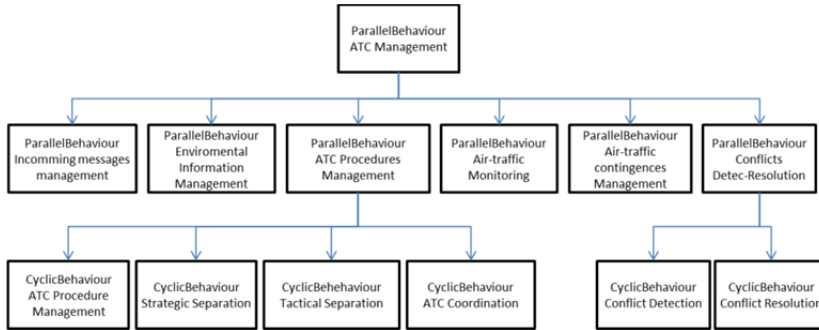 ParallelBehaviour
ATC Management
ParallelBehaviour
Incomming messages
management
ParallelBehaviour
Enviromental
Information
Management
ParallelBehaviour
ATC Procedures
Management
ParallelBehaviour
Air-traffic
Monitoring
ParallelBehaviour
Air-traffic
contingences
Management
ParallelBehaviour
Conflicts
Detec-Resolution
CyclicBehaviour
ATC Procedure
Management
CyclicBehaviour
Strategic Separation
CyclicBehehaviour
Tactical Separation
CyclicBehaviour
ATC Coordination
CyclicBehaviour
Conflict Detection
CyclicBehaviour
Conflict Resolution